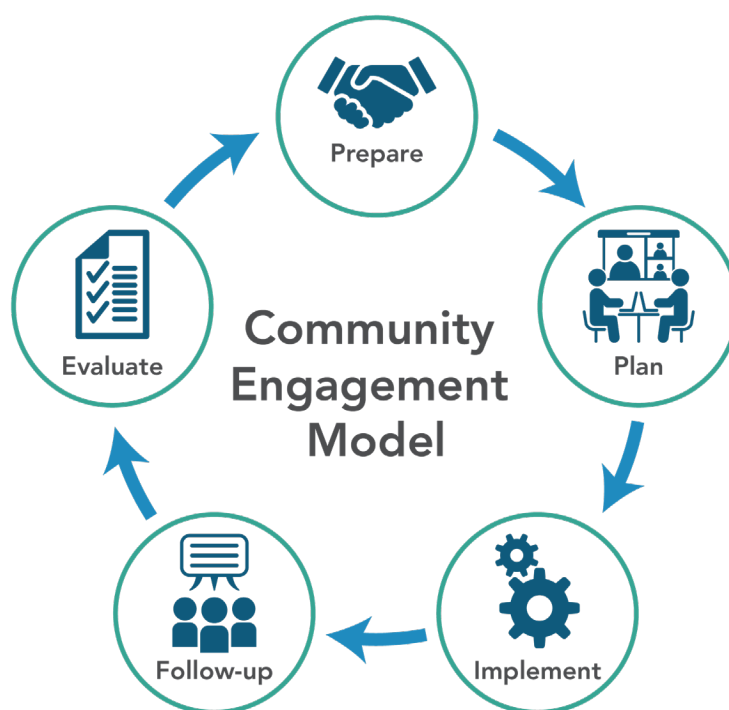 Prepare
Plan
Implement
Follow-up
Evaluate
Community
Engagement
Model